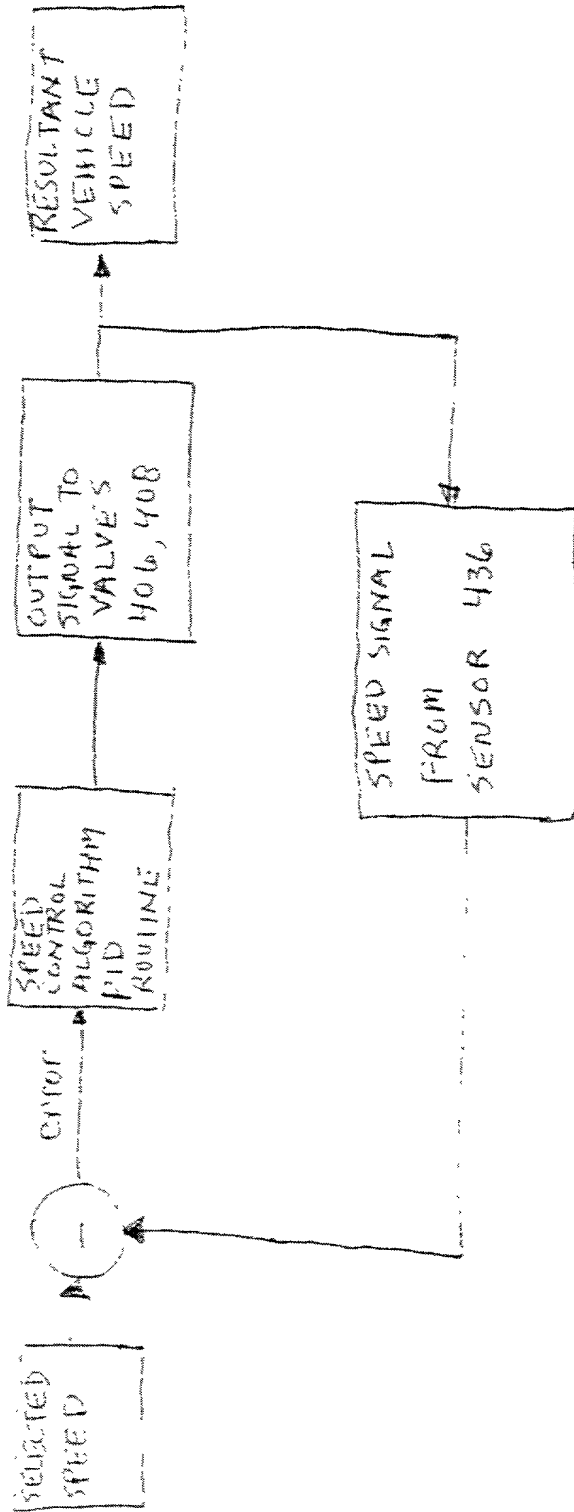 SELECTED
SPEED
-
error
SPEED
CONTROL
ALGORITHM
PID
ROUTINE
OUTPUT
SIGNAL TO
VALVES
406, 408
RESULTANT
VEHICLE
SPEED
SPEED SIGNAL
FROM
SENSOR 436